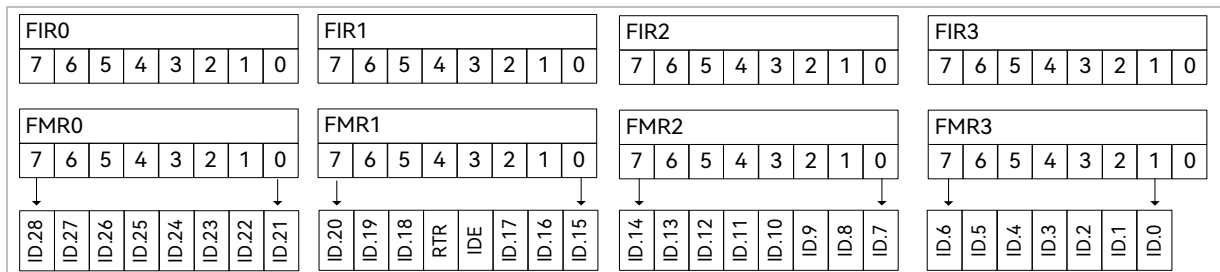 FIR0 FIR1 FIR2 FIR3
7 6 5 4 3 2 1 0 7 6 5 4 3 2 1 0 7 6 5 4 3 2 1 0 7 6 5 4 3 2 1 0
FMR0 FMR1 FMR2 FMR3
7 6 5 4 3 2 1 0 7 6 5 4 3 2 1 0 7 6 5 4 3 2 1 0 7 6 5 4 3 2 1 0
ID.28 ID.27 ID.26 ID.25 ID.24 ID.23 ID.22 ID.21 ID.20 ID.19 ID.18 RTR IDE ID.17 ID.16 ID.15 ID.14 ID.13 ID.12 ID.11 ID.10 ID.9 ID.8 ID.7 ID.6 ID.5 ID.4 ID.3 ID.2 ID.1 ID.0